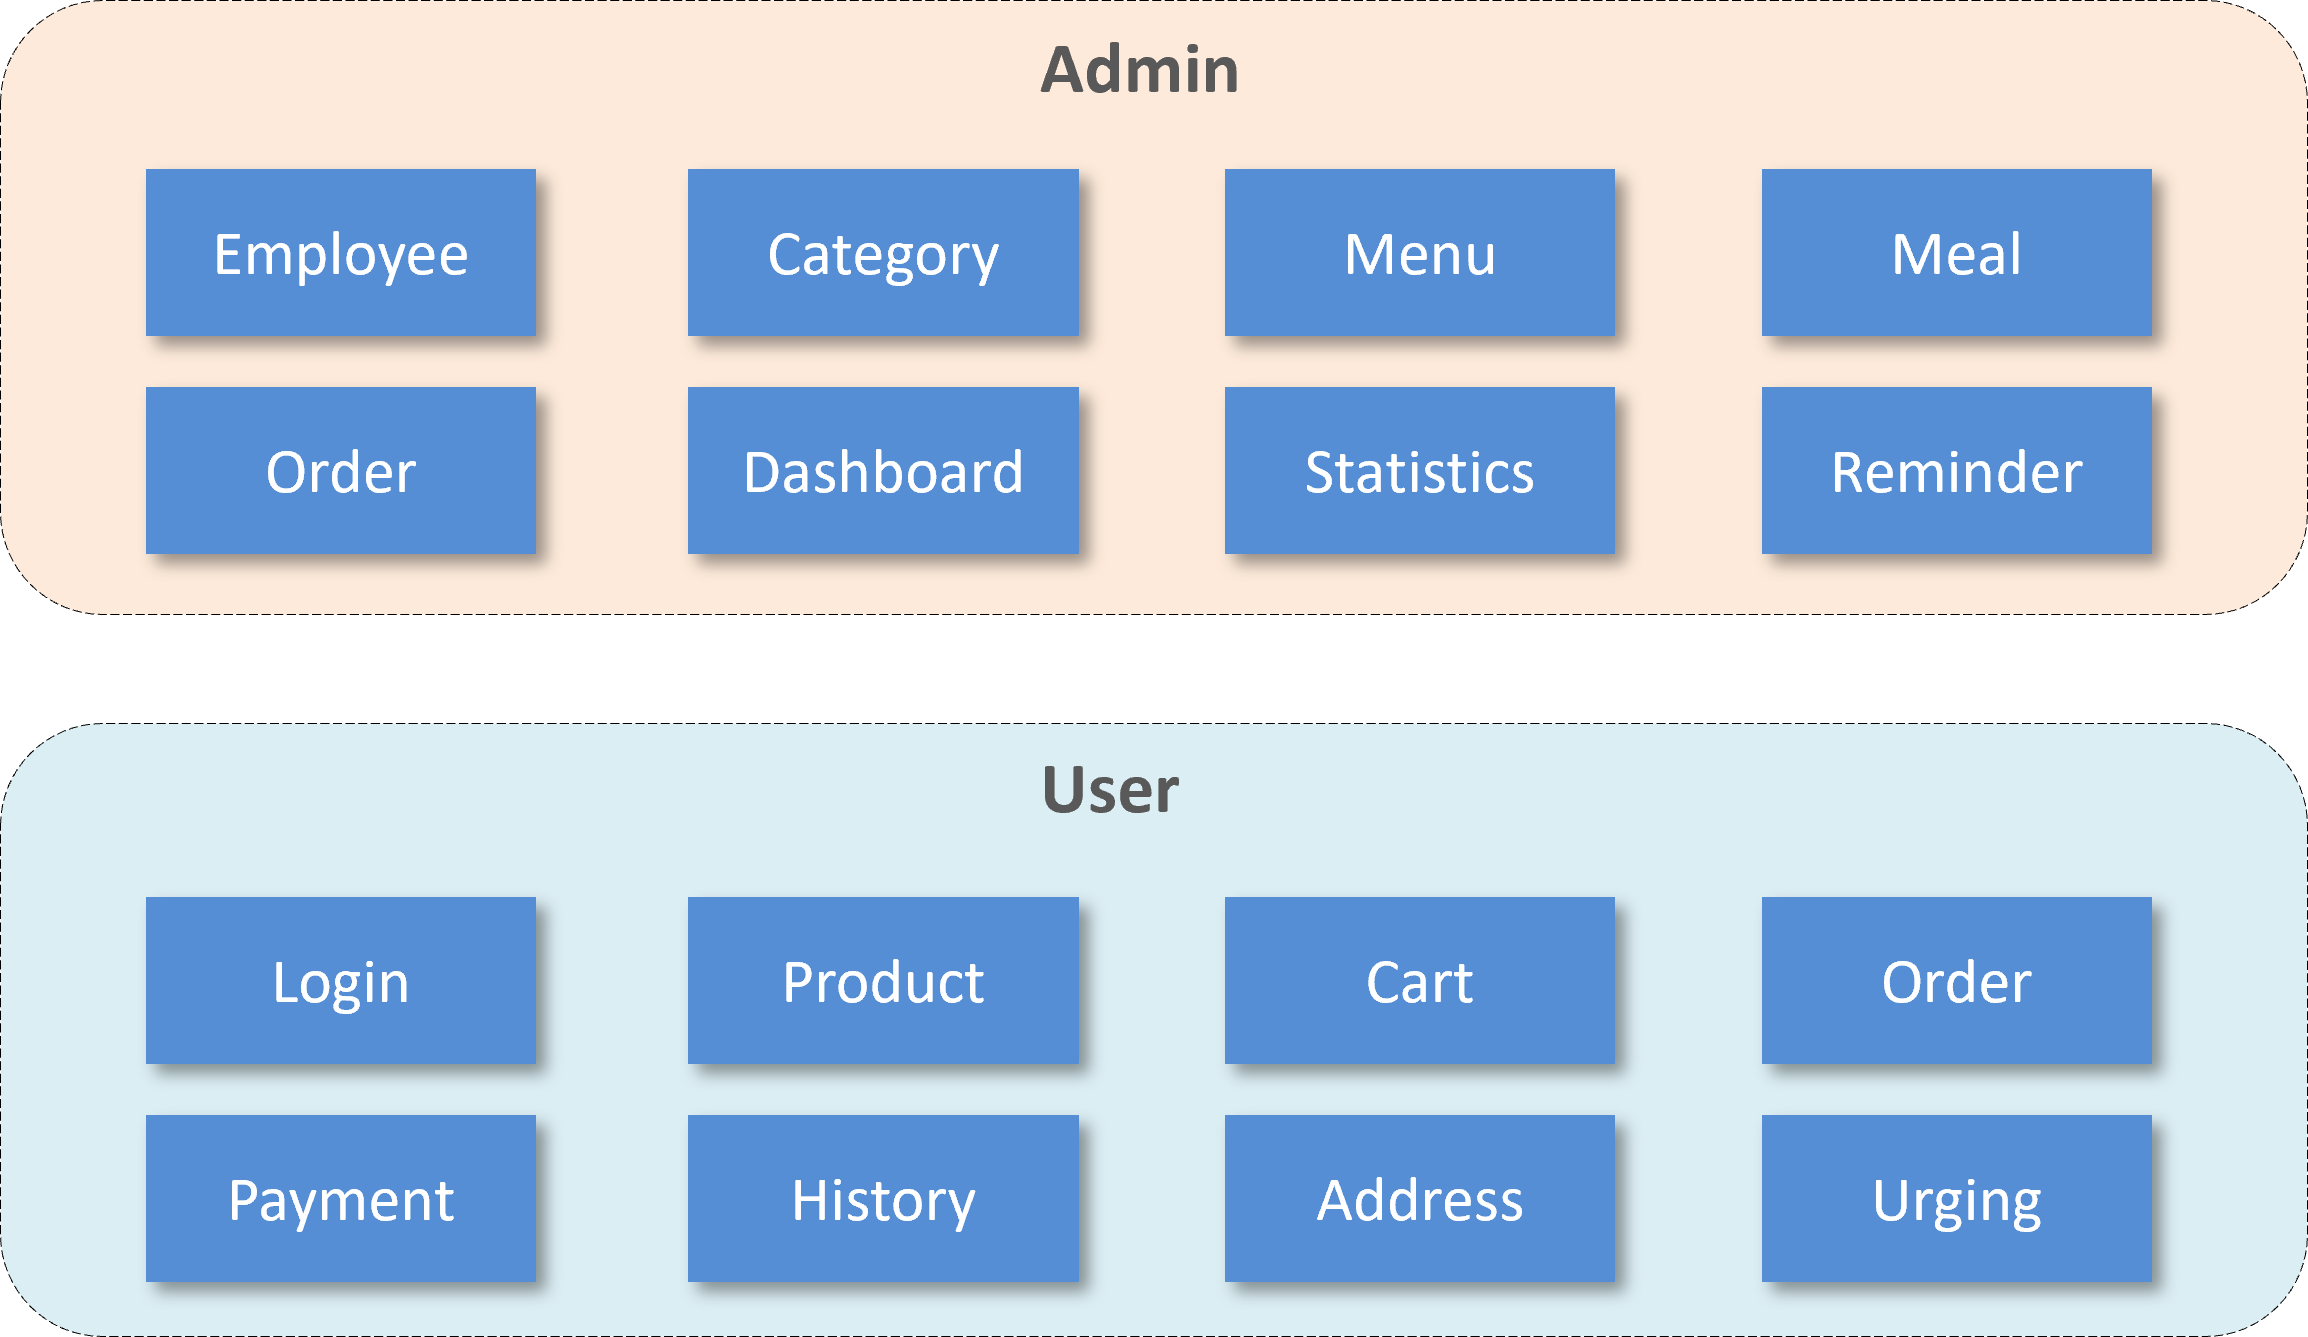 Admin
Employee
Category
Menu
Meal
Order
Dashboard
Statistics
Reminder
User
Login
Product
Cart
Order
Payment
History
Address
Urging